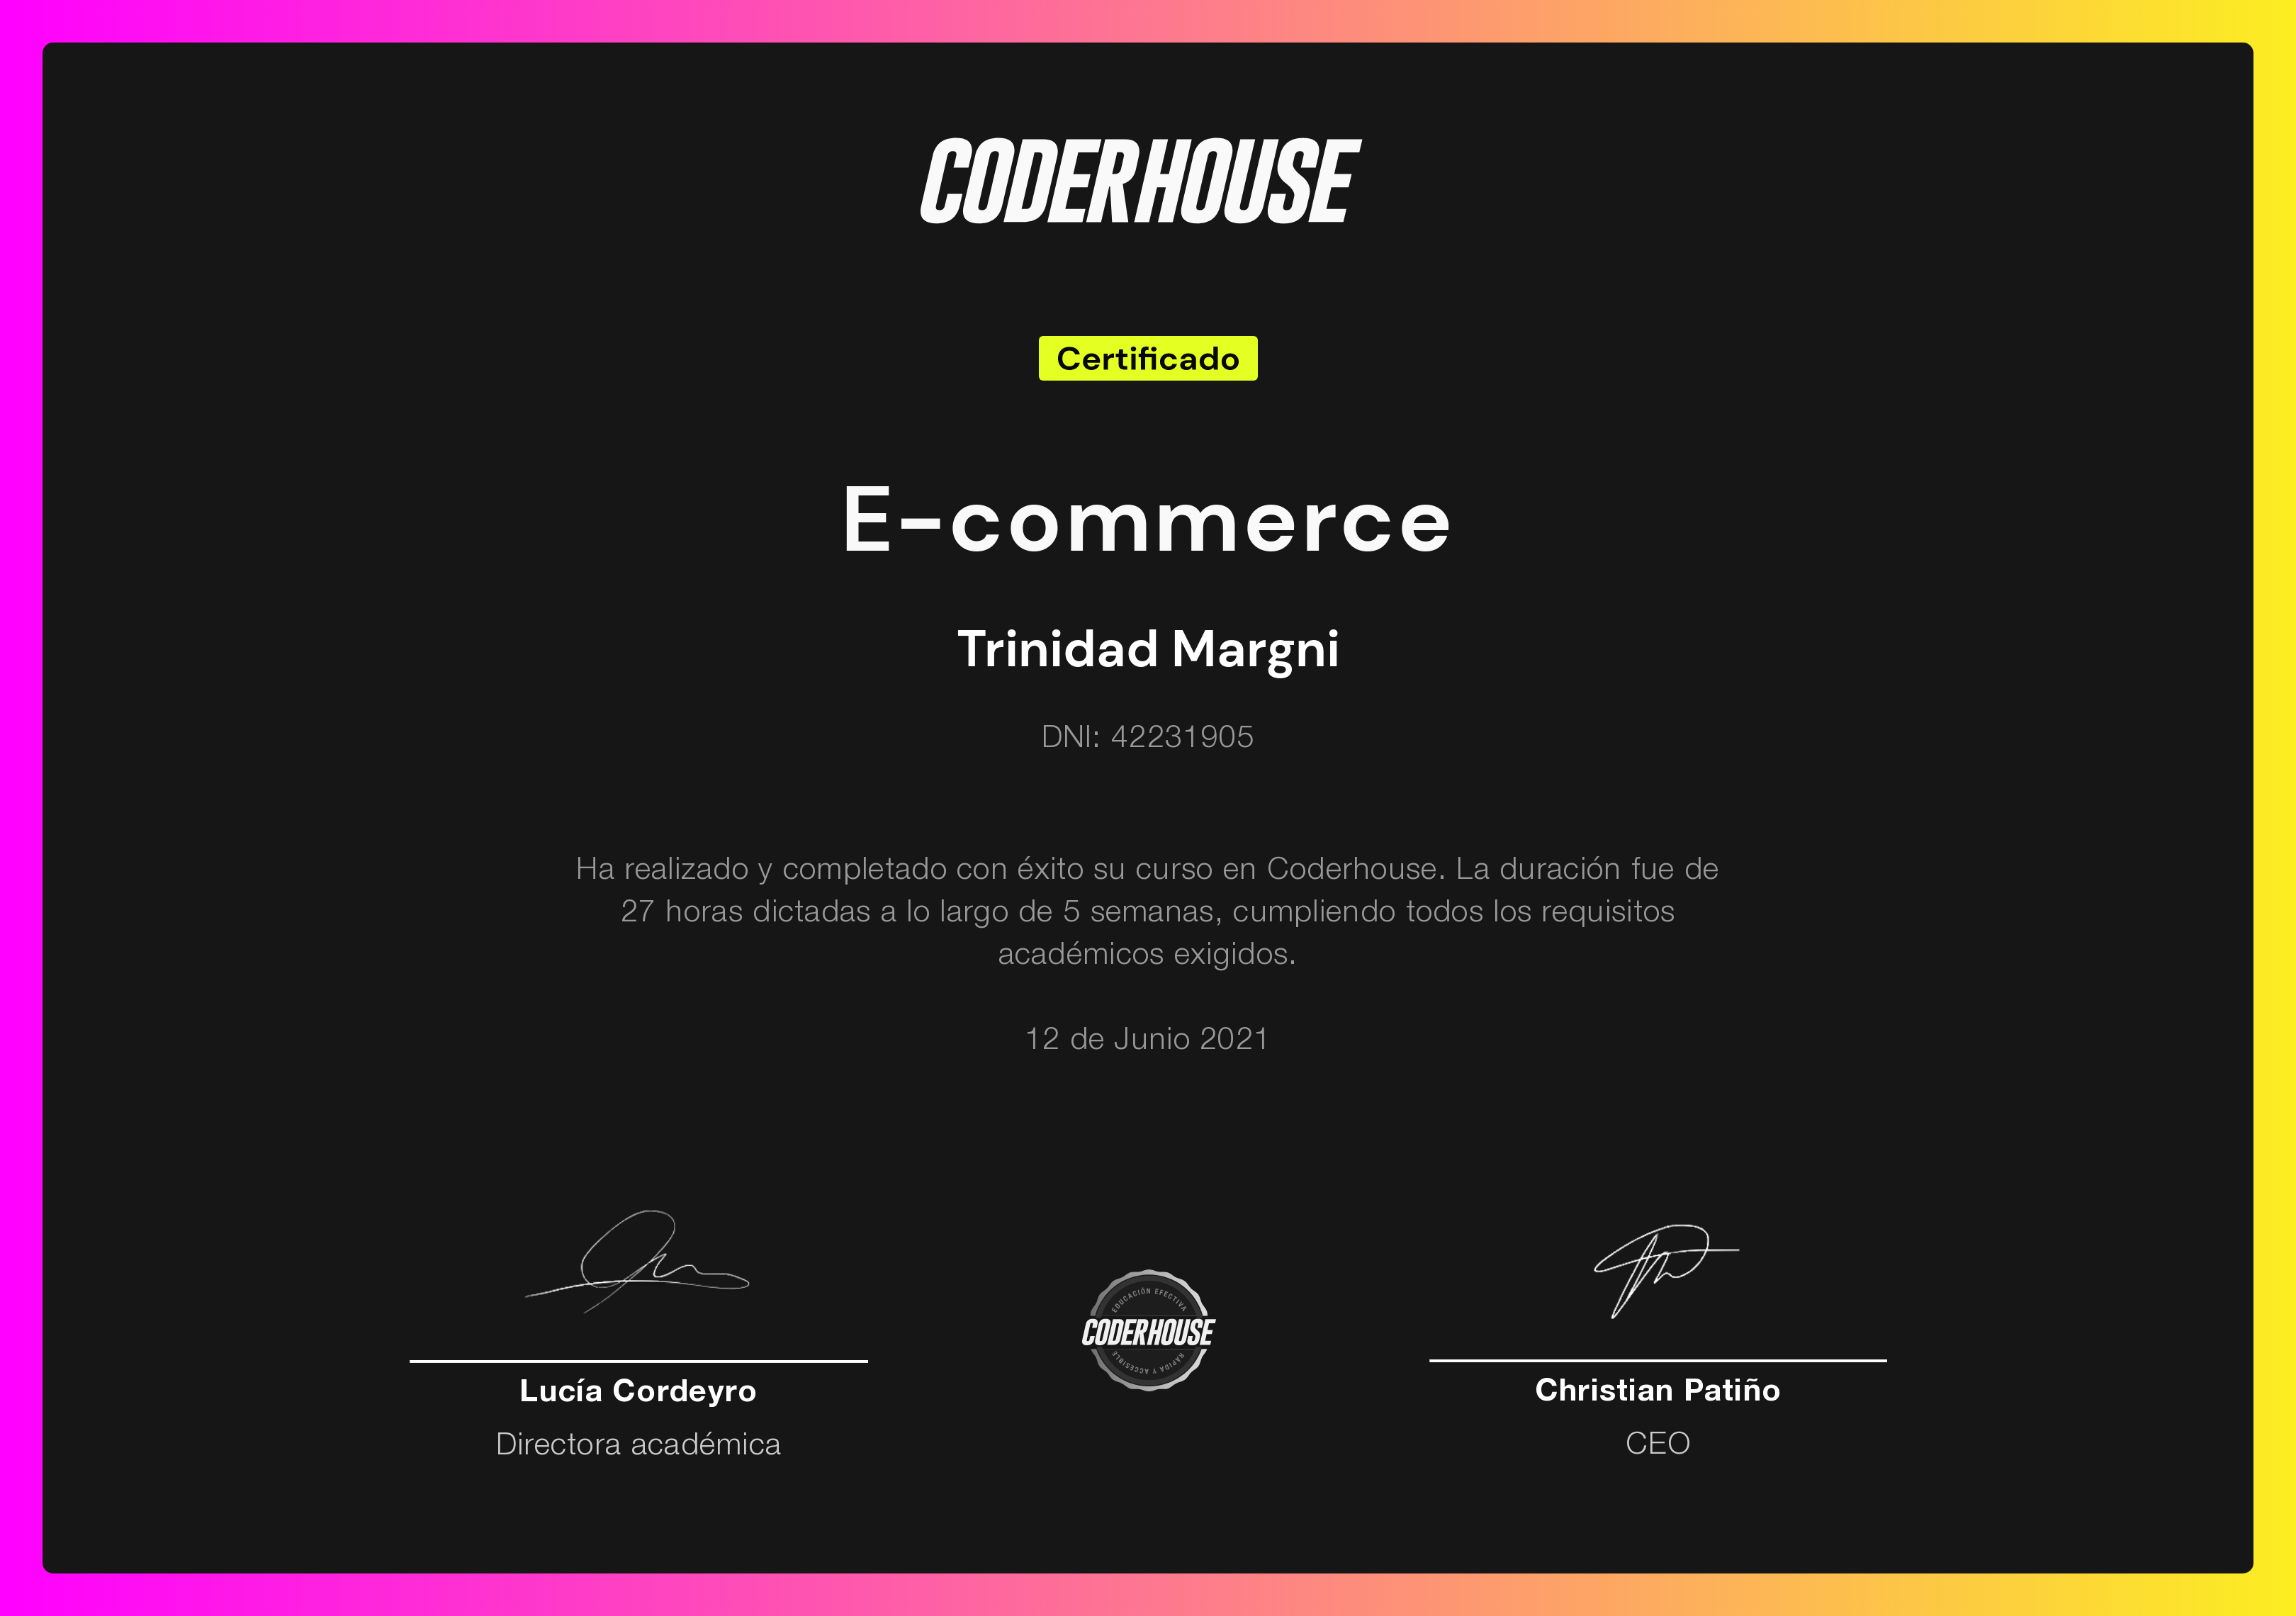 CODERHOUSE
Certificado
E-commerce
Trinidad Margni
DNI: 42231905
Ha realizado y completado con éxito su curso en Coderhouse. La duración fue de
27 horas dictadas a lo largo de 5 semanas, cumpliendo todos los requisitos
académicos exigidos.
12 de Junio 2021
EDUCACIÓN EFECTIVA
CODERHOUSE
RÁPIDA Y ACCESIBLE
Lucía Cordeyro
Directora académica
Christian Patiño
CEO